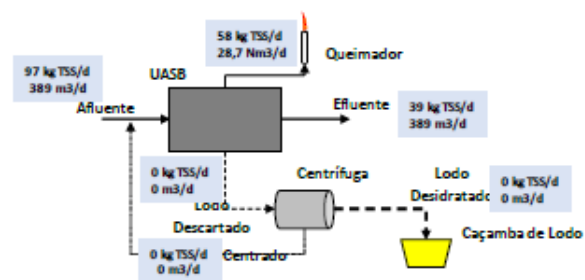 58 kg TSS/d
28,7 Nm3/d
Queimador
97 kg TSS/d
389 m3/d
UASB
Afluente
Efluente
39 kg TSS/d
389 m3/d
0 kg TSS/d
0 m3/d
Lodo
Descartado
Centrífuga
Lodo
Desidratado
0 kg TSS/d
0 m3/d
Caçamba de Lodo
0 kg TSS/d
0 m3/d
Centrado